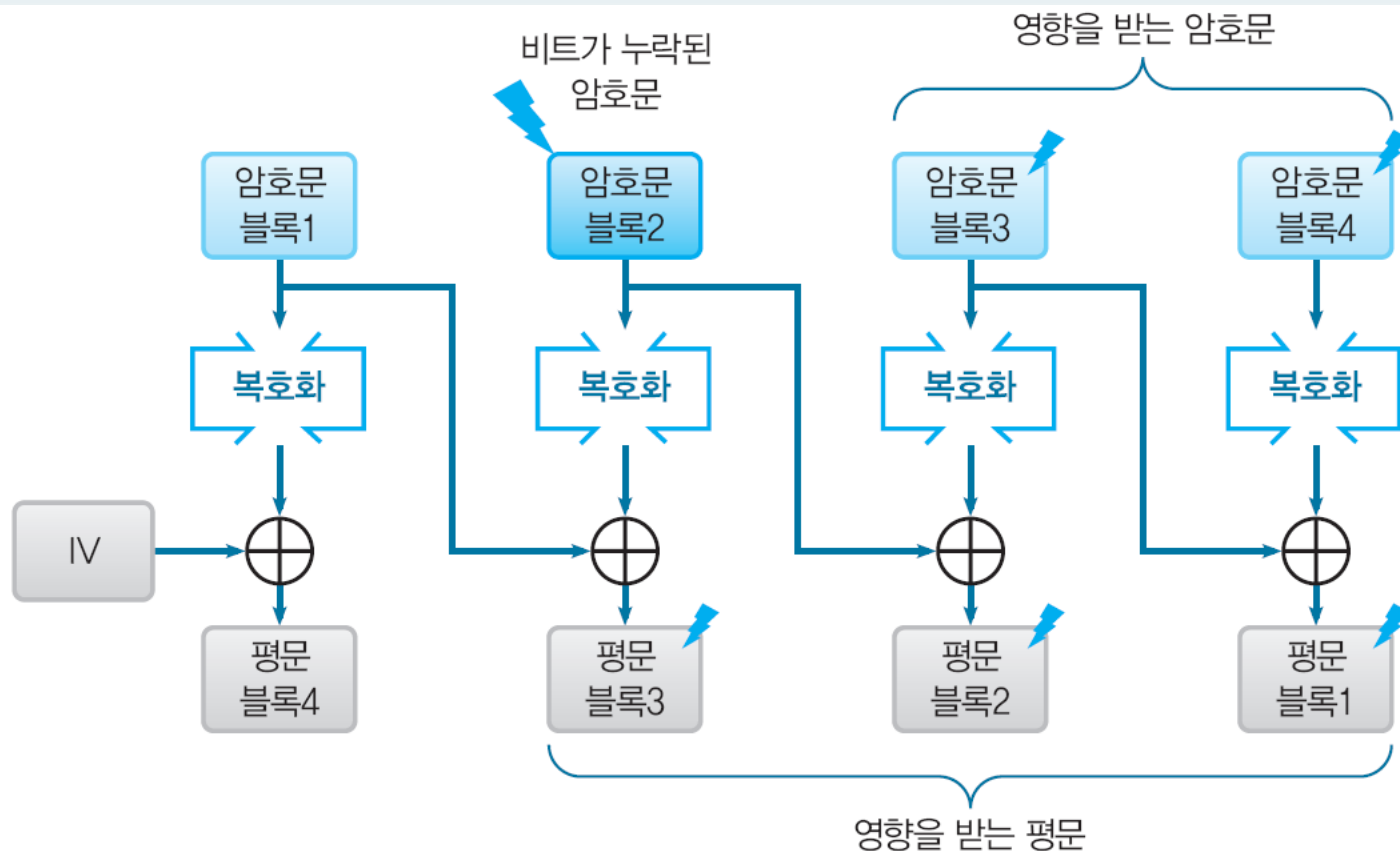 영향을 받는 암호문
비트가 누락된
암호문
암호문
블록1
암호문
블록2
암호문
블록3
암호문
블록4
복호화
복호화
복호화
복호화
IV
평문
블록4
평문
블록3
평문
블록2
평문
블록1
영향을 받는 평문